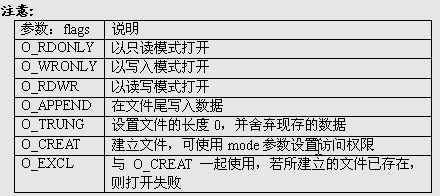 注意:
参数：flags 说明
O_RDONLY 以只读模式打开
O_WRONLY 以写入模式打开
O_RDWR 以读写模式打开
O_APPEND 在文件尾写入数据
O_TRUNG 设置文件的长度 0，并舍弃现存的数据
O_CREAT 建立文件，可使用 mode 参数设置访问权限
O_EXCL 与 O_CREAT 一起使用，若所建立的文件已存在，
则打开失败